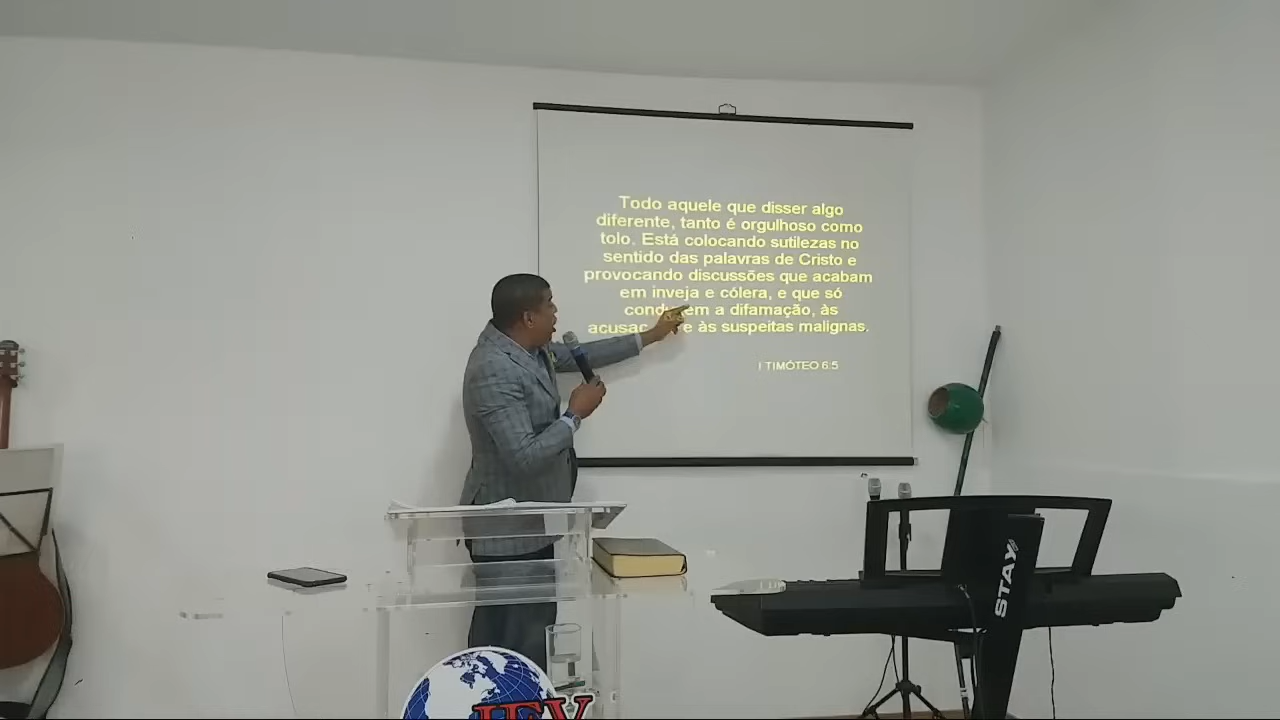 Todo aquele que disser algo
diferente, tanto é orgulhoso como
tolo. Está colocando sutilezas no
sentido das palavras de Cristo e
provocando discussões que acabam
em inveja e cólera, e que só
a difamação, às
e às suspeitas malignas.
I TIMÓTEO 6:5
STAY
IEV